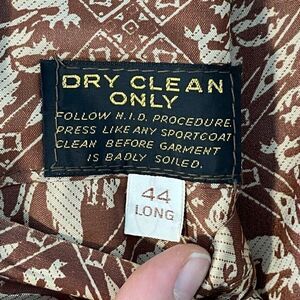 DRY CLEAN
ONLY
FOLLOW N.I.D. PROCEDURE
PRESS LIKE ANY SPORTCOAT
CLEAN BEFORE GARMENT
IS BADLY SOILED.
44
LONG